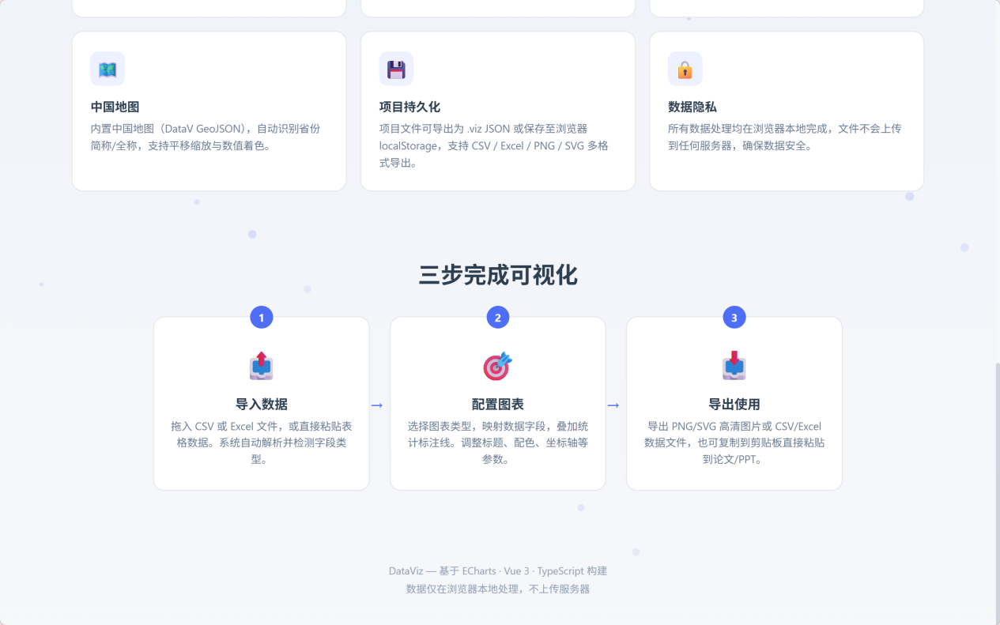 中国地图
内置中国地图（DataV GeoJSON），自动识别省份
简称/全称，支持平移缩放与数值着色。
项目持久化
项目文件可导出为 .viz JSON 或保存至浏览器
localStorage，支持 CSV / Excel / PNG / SVG 多格
式导出。
数据隐私
所有数据处理均在浏览器本地完成，文件不会上传
到任何服务器，确保数据安全。
三步完成可视化
1
导入数据
拖入 CSV 或 Excel 文件，或直接粘贴表
格数据。系统自动解析并检测字段类
型。
→
2
配置图表
选择图表类型，映射数据字段，叠加统
计标注线。调整标题、配色、坐标轴等
参数。
→
3
导出使用
导出 PNG/SVG 高清图片或 CSV/Excel
数据文件，也可复制到剪贴板直接粘贴
到论文/PPT。
DataViz — 基于 ECharts · Vue 3 · TypeScript 构建
数据仅在浏览器本地处理，不上传服务器